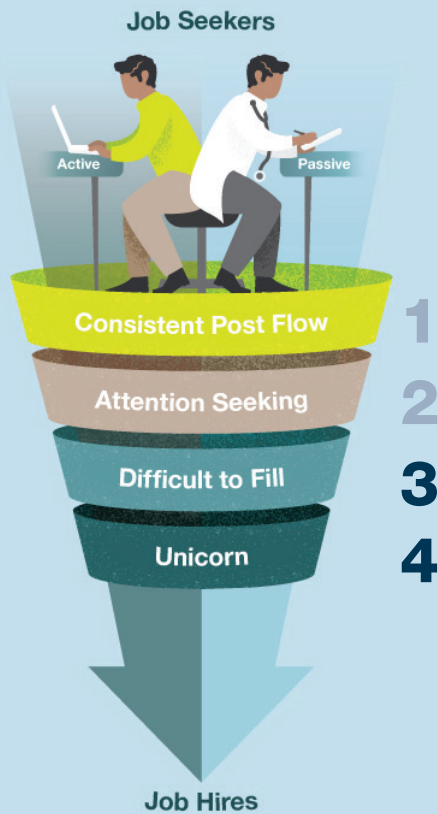 Job Seekers
Active
Passive
Consistent Post Flow
1
Attention Seeking
2
Difficult to Fill
3
Unicorn
4
Job Hires